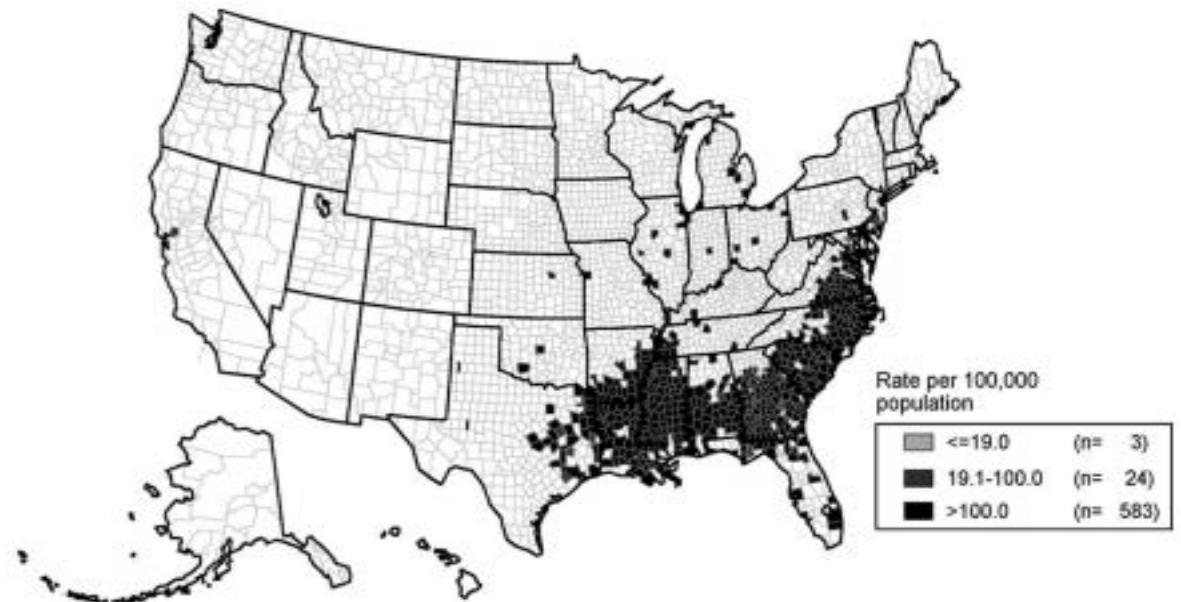 Rate per 100,000
population
<=19.0 (n= 3)
19.1-100.0 (n= 24)
>100.0 (n= 583)